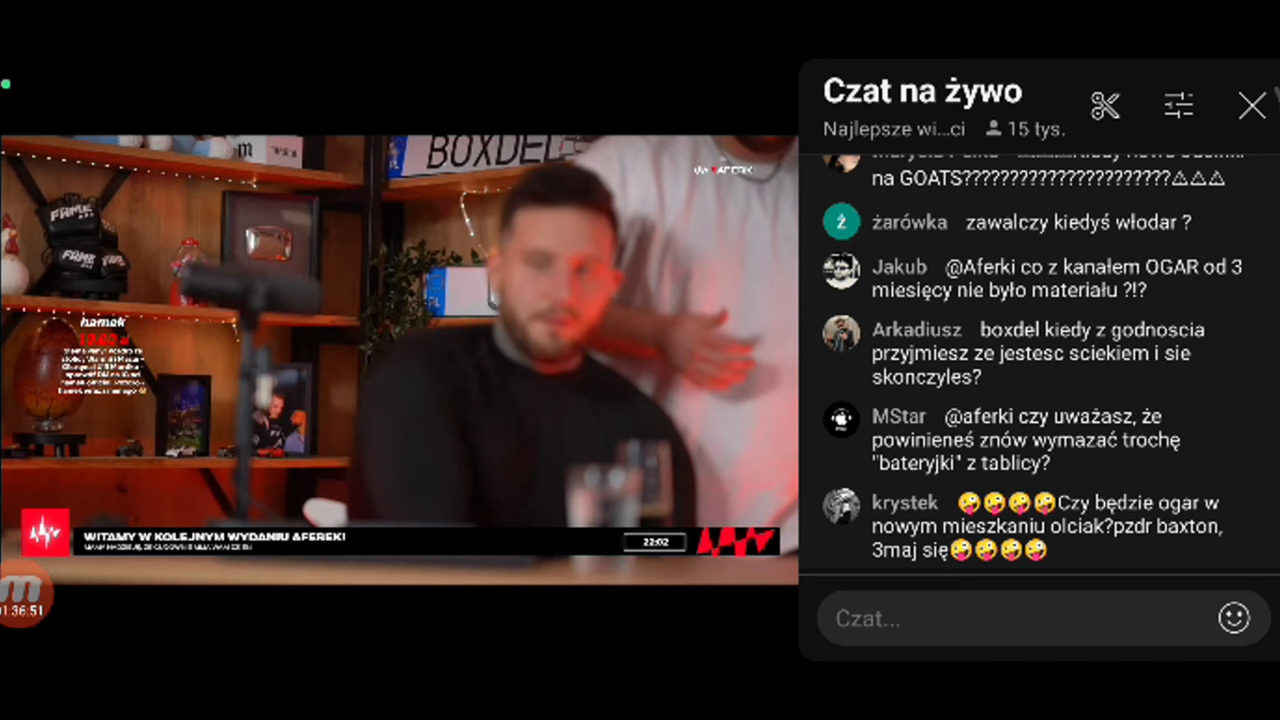 Czat na żywo
Najlepsze wi...ci 15 tys.
na GOATS??????????????????????△△△
ż żarówka zawalczy kiedyś włodar ?
Jakub @Aferki co z kanałem OGAR od 3
miesięcy nie było materiału ?!?
Arkadiusz boxdel kiedy z godnoscia
przyjmiesz ze jestesc sciekiem i sie
skonczyles?
MStar @aferki czy uważasz, że
powinieneś znów wymazać trochę
"bateryjki" z tablicy?
krystek 🤪🤪🤪🤪Czy będzie ogar w
nowym mieszkaniu olciak?pzdr baxton,
3maj się🤪🤪🤪🤪
Czat...
BOXDEL
FAME
FAME
hamek
WITAMY W KOLEJNYM WYDANIU AFEREK!
22:02
m
01:36:51